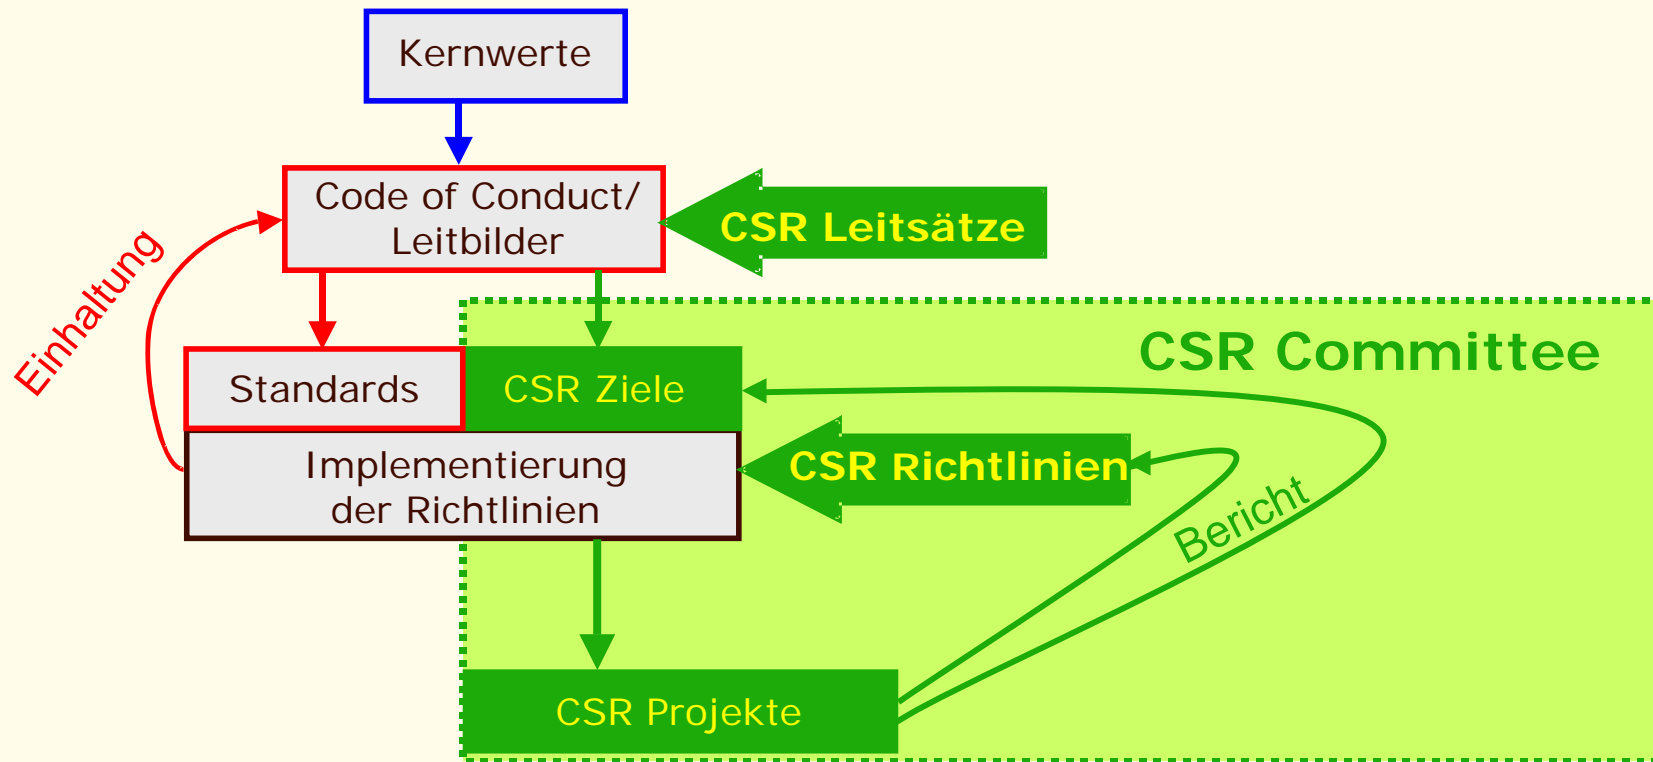 Kernwerte
Code of Conduct/
Leitbilder
CSR Leitsätze
Einhaltung
CSR Committee
Standards
CSR Ziele
Implementierung
der Richtlinien
CSR Richtlinien
Bericht
CSR Projekte